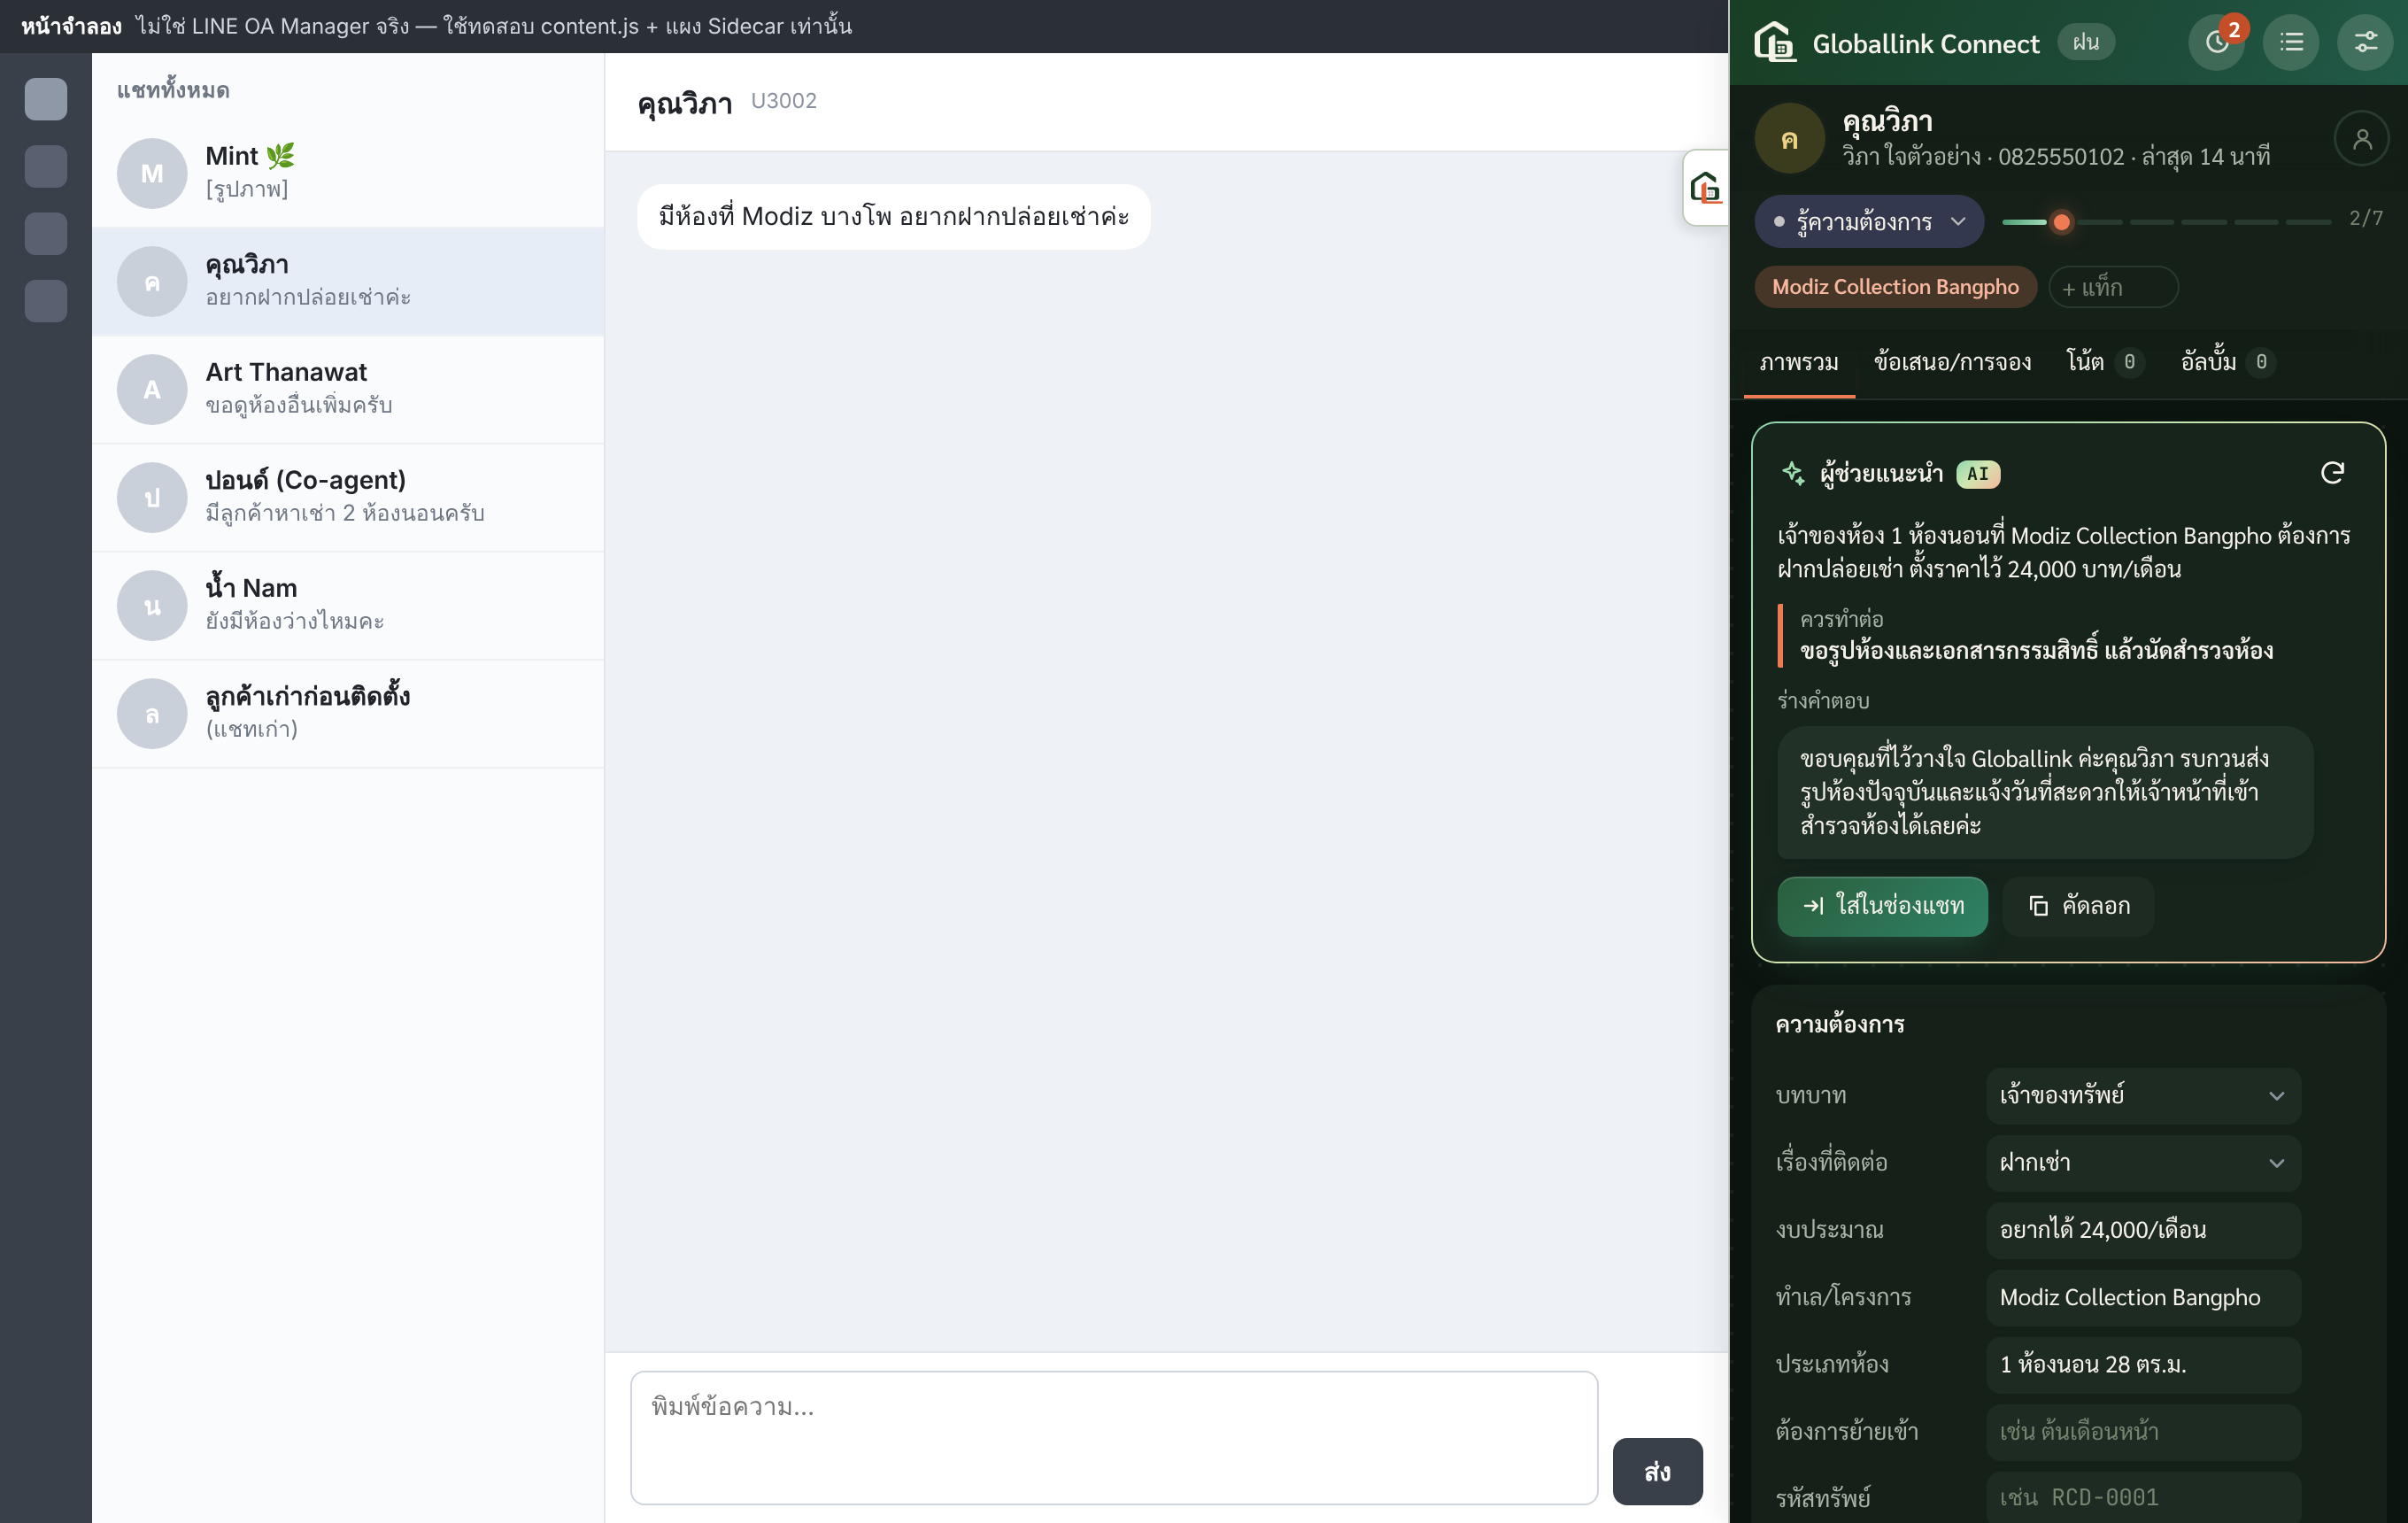 หน้าจำลอง ไม่ใช่ LINE OA Manager จริง — ใช้ทดสอบ content.js + แผง Sidecar เท่านั้น
แชททั้งหมด
M
Mint 🌿
[รูปภาพ]
ค
คุณวิภา
อยากฝากปล่อยเช่าค่ะ
A
Art Thanawat
ขอดูห้องอื่นเพิ่มครับ
ป
ปอนด์ (Co-agent)
มีลูกค้าหาเช่า 2 ห้องนอนครับ
น
น้ำ Nam
ยังมีห้องว่างไหมคะ
ล
ลูกค้าเก่าก่อนติดตั้ง
(แชทเก่า)
คุณวิภา U3002
มีห้องที่ Modiz บางโพ อยากฝากปล่อยเช่าค่ะ
พิมพ์ข้อความ...
ส่ง
Globallink Connect ฝน 2
ค
คุณวิภา
วิภา ใจตัวอย่าง · 0825550102 · ล่าสุด 14 นาที
รู้ความต้องการ 2/7
Modiz Collection Bangpho + แท็ก
ภาพรวม ข้อเสนอ/การจอง โน้ต 0 อัลบั้ม 0
ผู้ช่วยแนะนำ AI
เจ้าของห้อง 1 ห้องนอนที่ Modiz Collection Bangpho ต้องการ
ฝากปล่อยเช่า ตั้งราคาไว้ 24,000 บาท/เดือน
ควรทำต่อ
ขอรูปห้องและเอกสารกรรมสิทธิ์ แล้วนัดสำรวจห้อง
ร่างคำตอบ
ขอบคุณที่ไว้วางใจ Globallink ค่ะคุณวิภา รบกวนส่ง
รูปห้องปัจจุบันและแจ้งวันที่สะดวกให้เจ้าหน้าที่เข้า
สำรวจห้องได้เลยค่ะ
ใส่ในช่องแชท คัดลอก
ความต้องการ
บทบาท เจ้าของทรัพย์
เรื่องที่ติดต่อ ฝากเช่า
งบประมาณ อยากได้ 24,000/เดือน
ทำเล/โครงการ Modiz Collection Bangpho
ประเภทห้อง 1 ห้องนอน 28 ตร.ม.
ต้องการย้ายเข้า เช่น ต้นเดือนหน้า
รหัสทรัพย์ เช่น RCD-0001